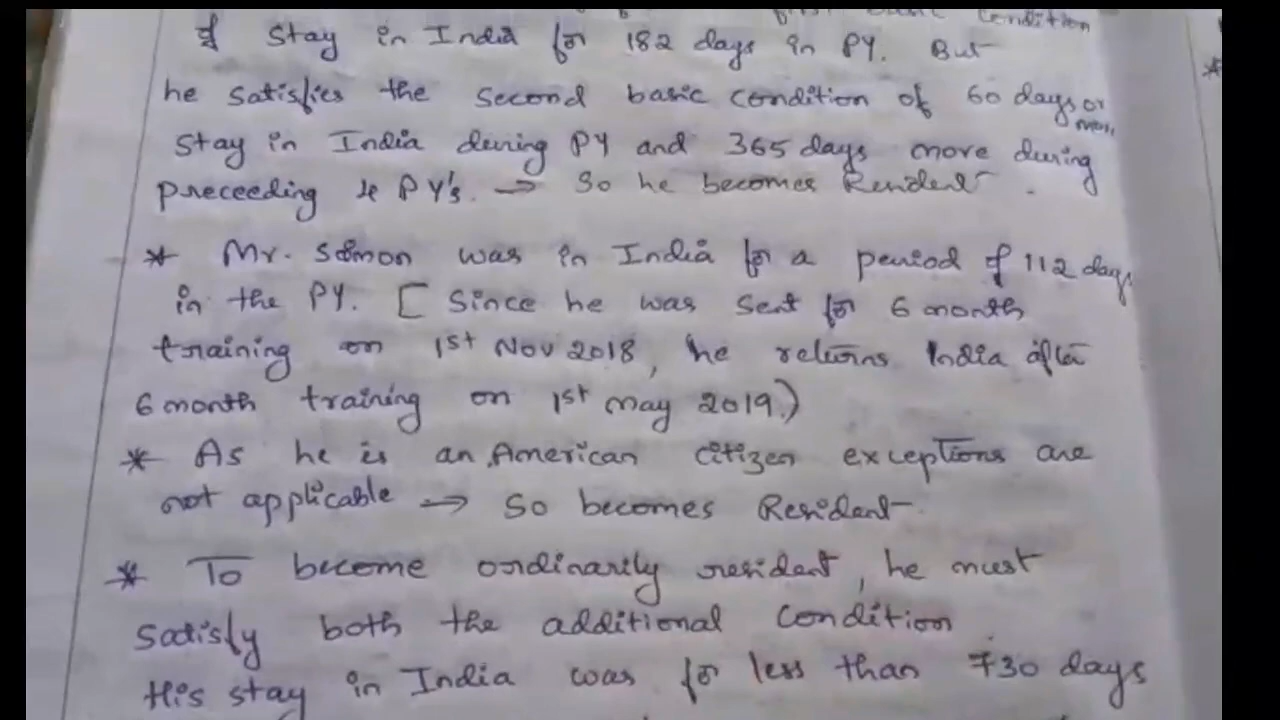 condition
of stay in India for 182 days in PY. But
he satisfies the second basic condition of 60 days or
more
stay in India during PY and 365 days more during
preceeding 4 PY's. → So he becomes Resident.
* Mr. Simon was in India for a period of 112 days
in the PY. [ Since he was sent for 6 month
training on 1st Nov 2018, he returns India after
6 month training on 1st may 2019.)
* As he is an American citizen exceptions are
not applicable → So becomes Resident
* To become ordinarily resident, he must
satisfy both the additional condition
His stay in India was for less than 730 days
*